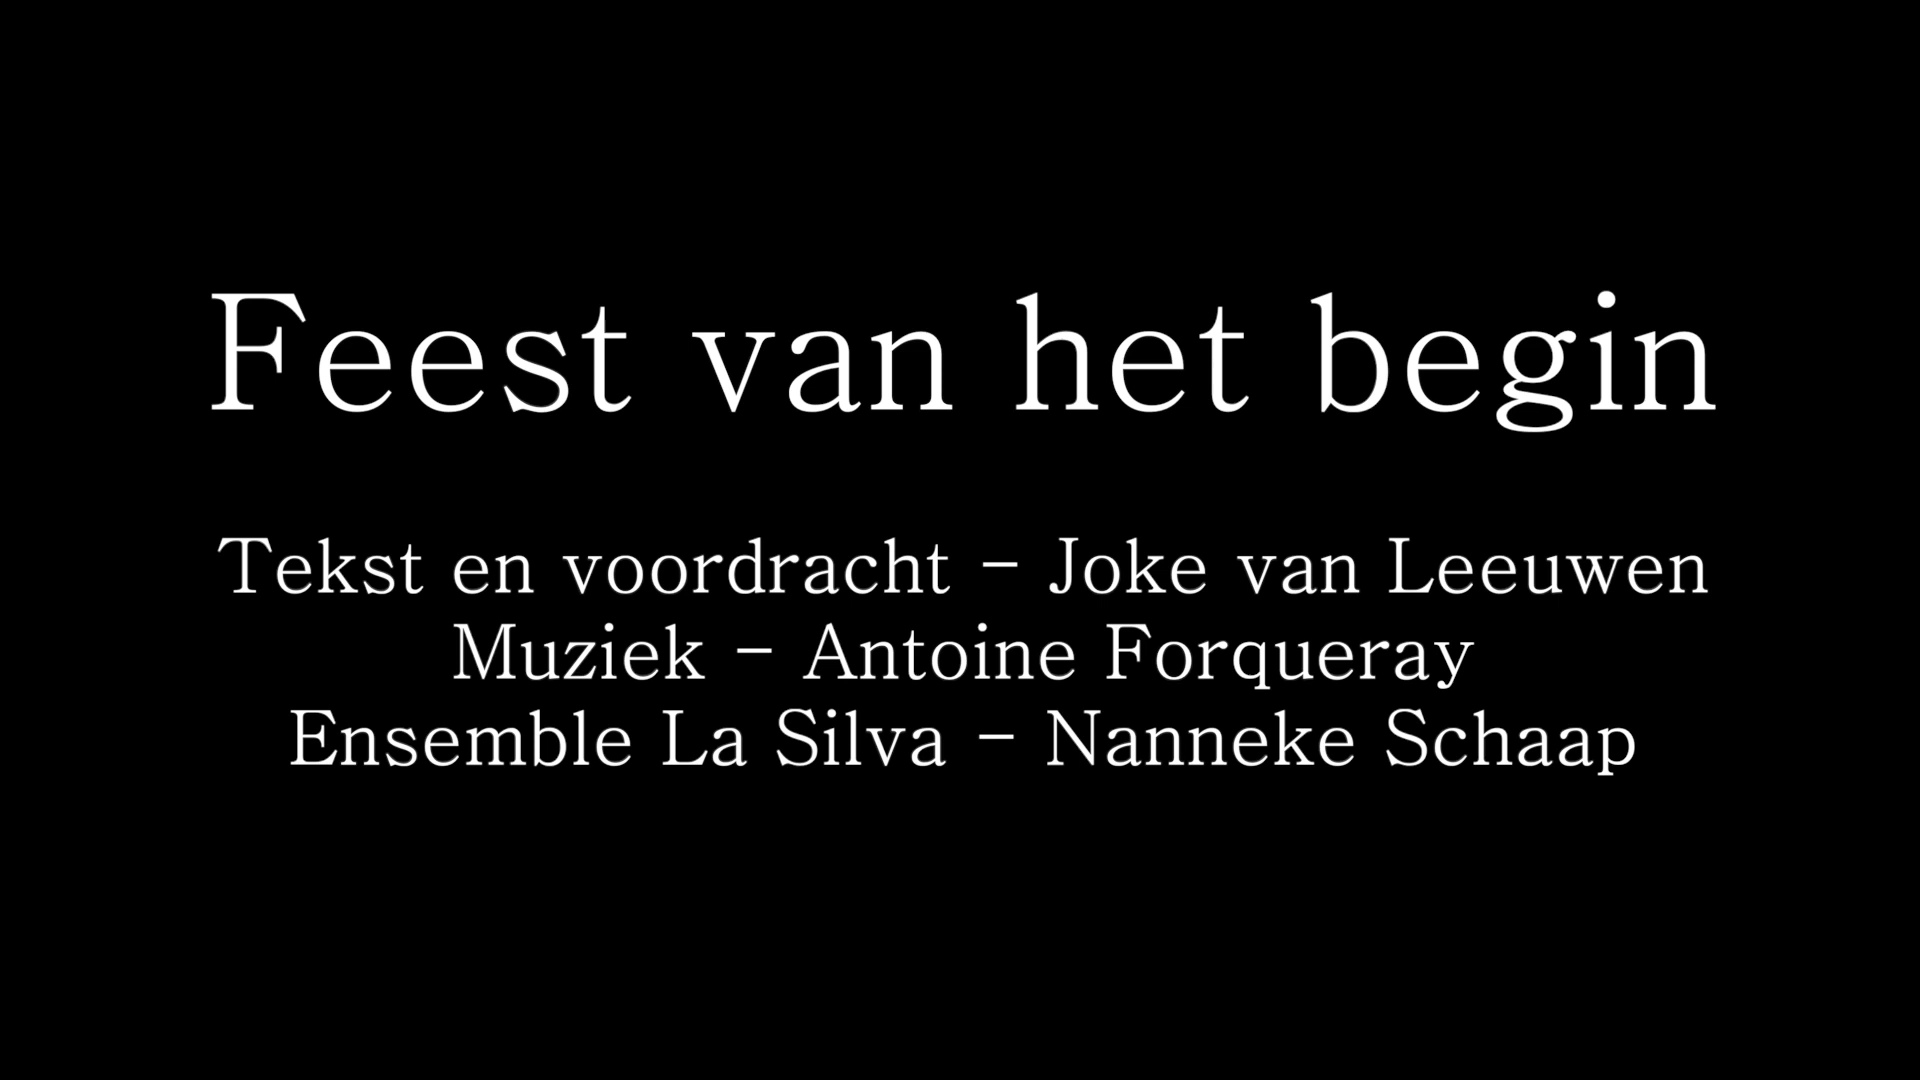 Feest van het begin
Tekst en voordracht - Joke van Leeuwen
Muziek - Antoine Forqueray
Ensemble La Silva - Nanneke Schaap